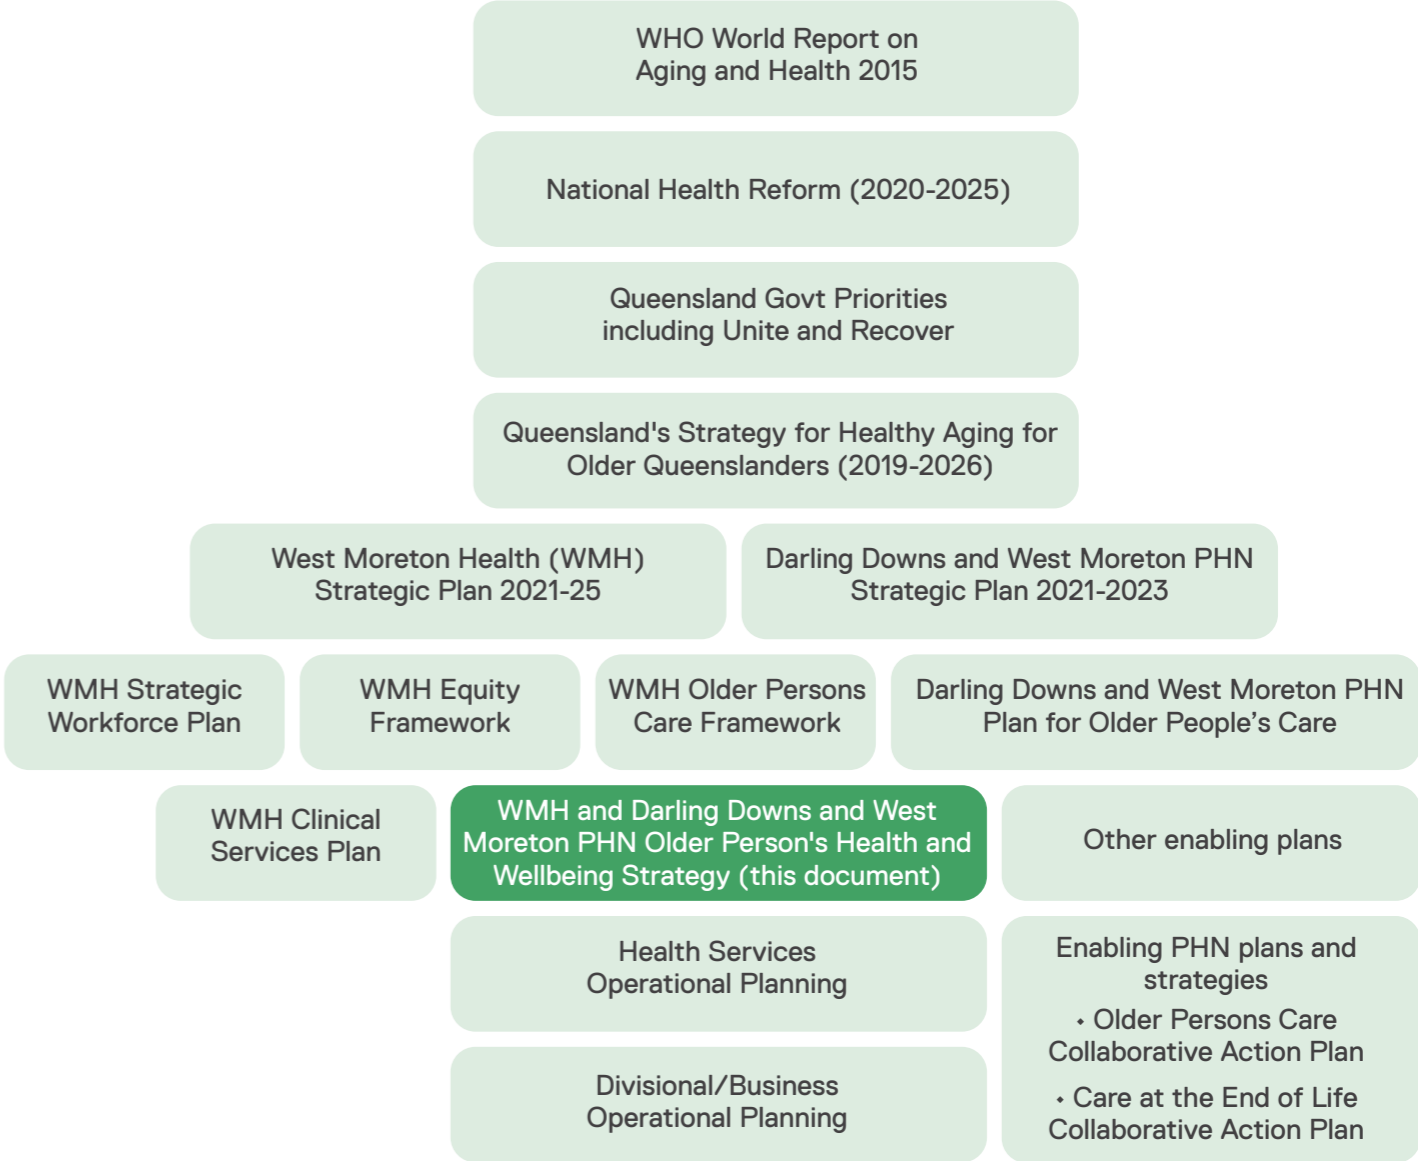 WHO World Report on
Aging and Health 2015
National Health Reform (2020-2025)
Queensland Govt Priorities
including Unite and Recover
Queensland's Strategy for Healthy Aging for
Older Queenslanders (2019-2026)
West Moreton Health (WMH)
Strategic Plan 2021-25
Darling Downs and West Moreton PHN
Strategic Plan 2021-2023
WMH Strategic
Workforce Plan
WMH Equity
Framework
WMH Older Persons
Care Framework
Darling Downs and West Moreton PHN
Plan for Older People’s Care
WMH Clinical
Services Plan
WMH and Darling Downs and West
Moreton PHN Older Person's Health and
Wellbeing Strategy (this document)
Other enabling plans
Health Services
Operational Planning
Divisional/Business
Operational Planning
Enabling PHN plans and
strategies
• Older Persons Care
Collaborative Action Plan
• Care at the End of Life
Collaborative Action Plan